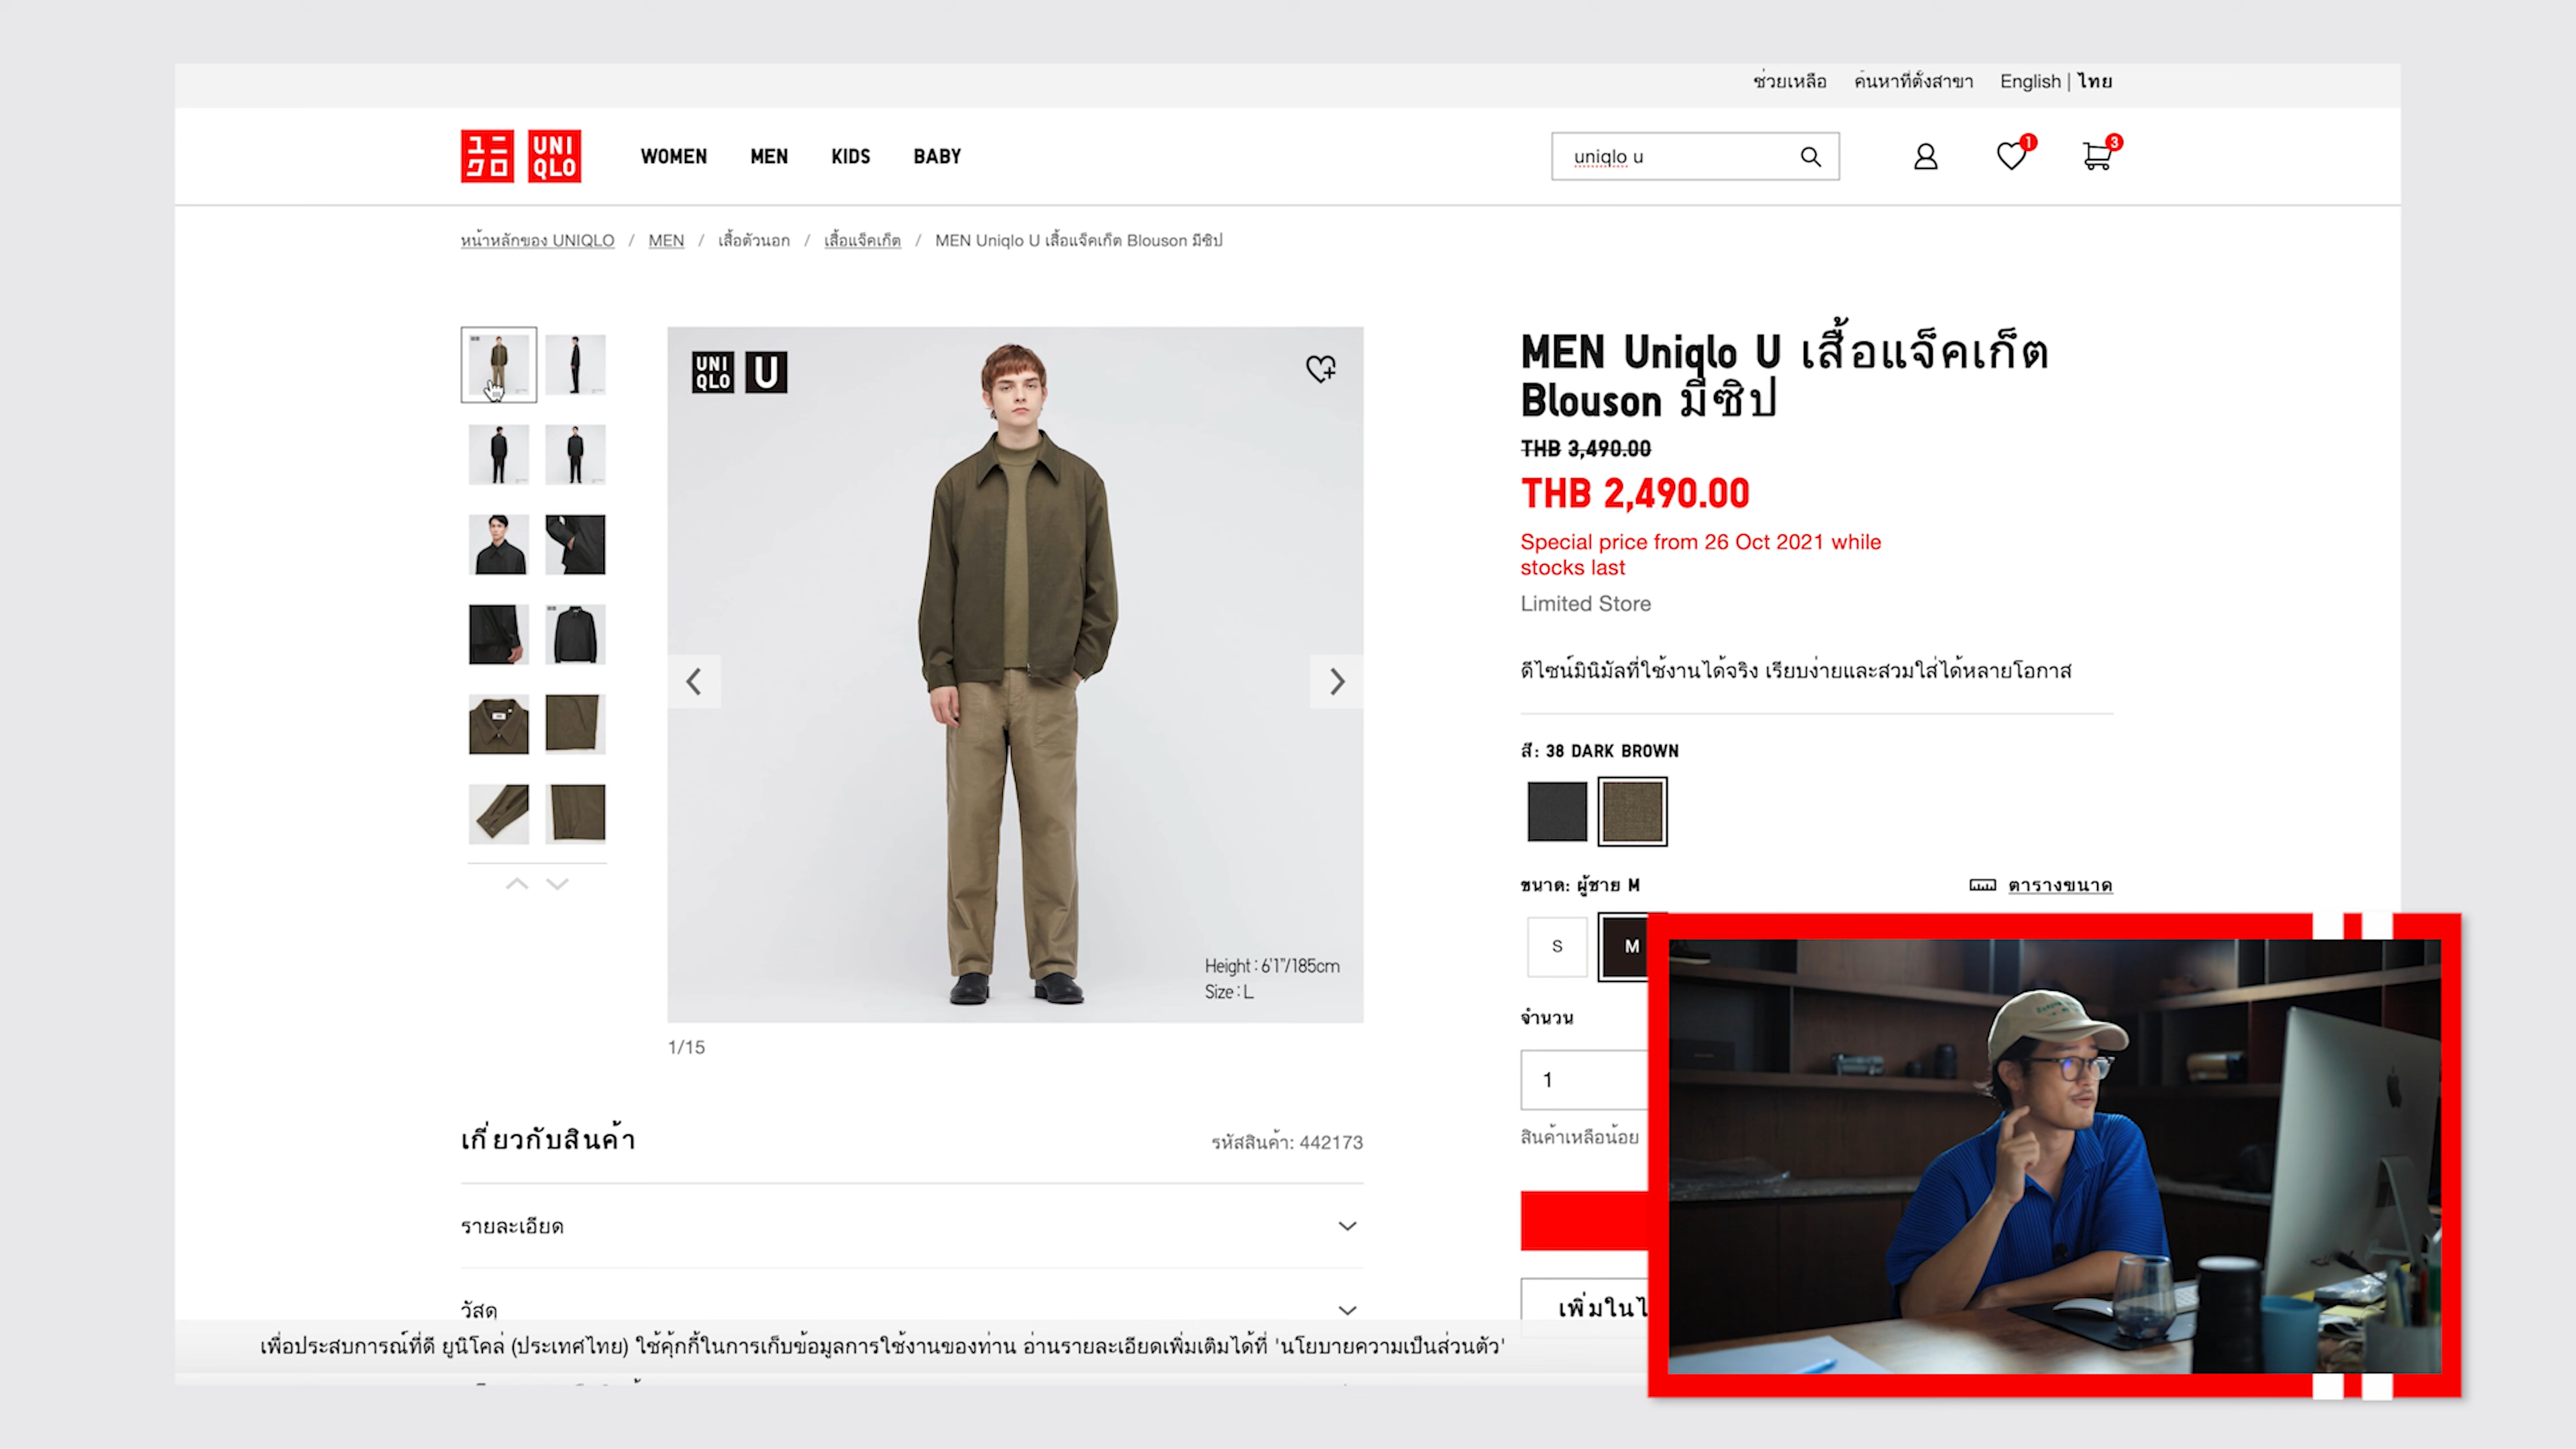 ช่วยเหลือ ค้นหาที่ตั้งสาขา English | ไทย
ユニクロ UNIQLO WOMEN MEN KIDS BABY uniqlo u 1 3
หน้าหลักของ UNIQLO / MEN / เสื้อตัวนอก / เสื้อแจ็คเก็ต / MEN Uniqlo U เสื้อแจ็คเก็ต Blouson มีซิป
UNIQLO U
MEN Uniqlo U เสื้อแจ็คเก็ต
Blouson มีซิป
THB 3,490.00
THB 2,490.00
Special price from 26 Oct 2021 while
stocks last
Limited Store
ดีไซน์มินิมัลที่ใช้งานได้จริง เรียบง่ายและสวมใส่ได้หลายโอกาส
สี: 38 DARK BROWN
ขนาด: ผู้ชาย M ตารางขนาด
S M
Height : 6'1"/185cm
Size : L
จำนวน
1
สินค้าเหลือน้อย
เพิ่มในไ
1/15
เกี่ยวกับสินค้า รหัสสินค้า: 442173
รายละเอียด
วัสดุ
เพื่อประสบการณ์ที่ดี ยูนิโคล่ (ประเทศไทย) ใช้คุ้กกี้ในการเก็บข้อมูลการใช้งานของท่าน อ่านรายละเอียดเพิ่มเติมได้ที่ 'นโยบายความเป็นส่วนตัว'